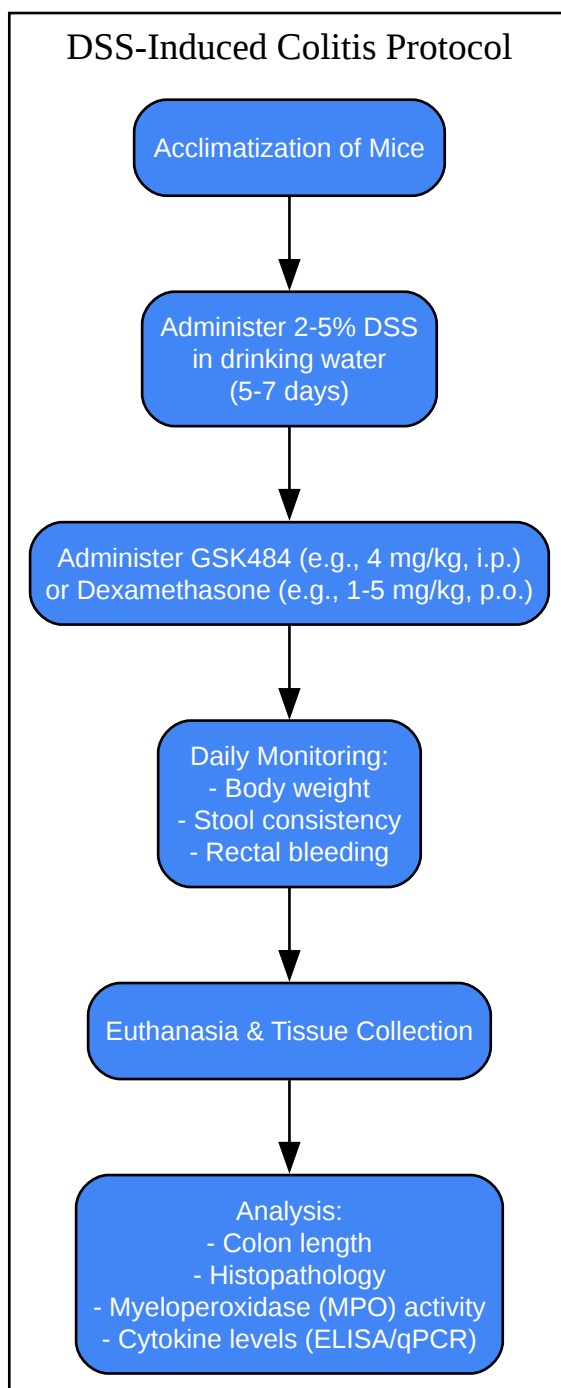 DSS-Induced Colitis Protocol
Acclimatization of Mice
Administer 2-5% DSS
in drinking water
(5-7 days)
Administer GSK484 (e.g., 4 mg/kg, i.p.)
or Dexamethasone (e.g., 1-5 mg/kg, p.o.)
Daily Monitoring:
- Body weight
- Stool consistency
- Rectal bleeding
Euthanasia & Tissue Collection
Analysis:
- Colon length
- Histopathology
- Myeloperoxidase (MPO) activity
- Cytokine levels (ELISA/qPCR)